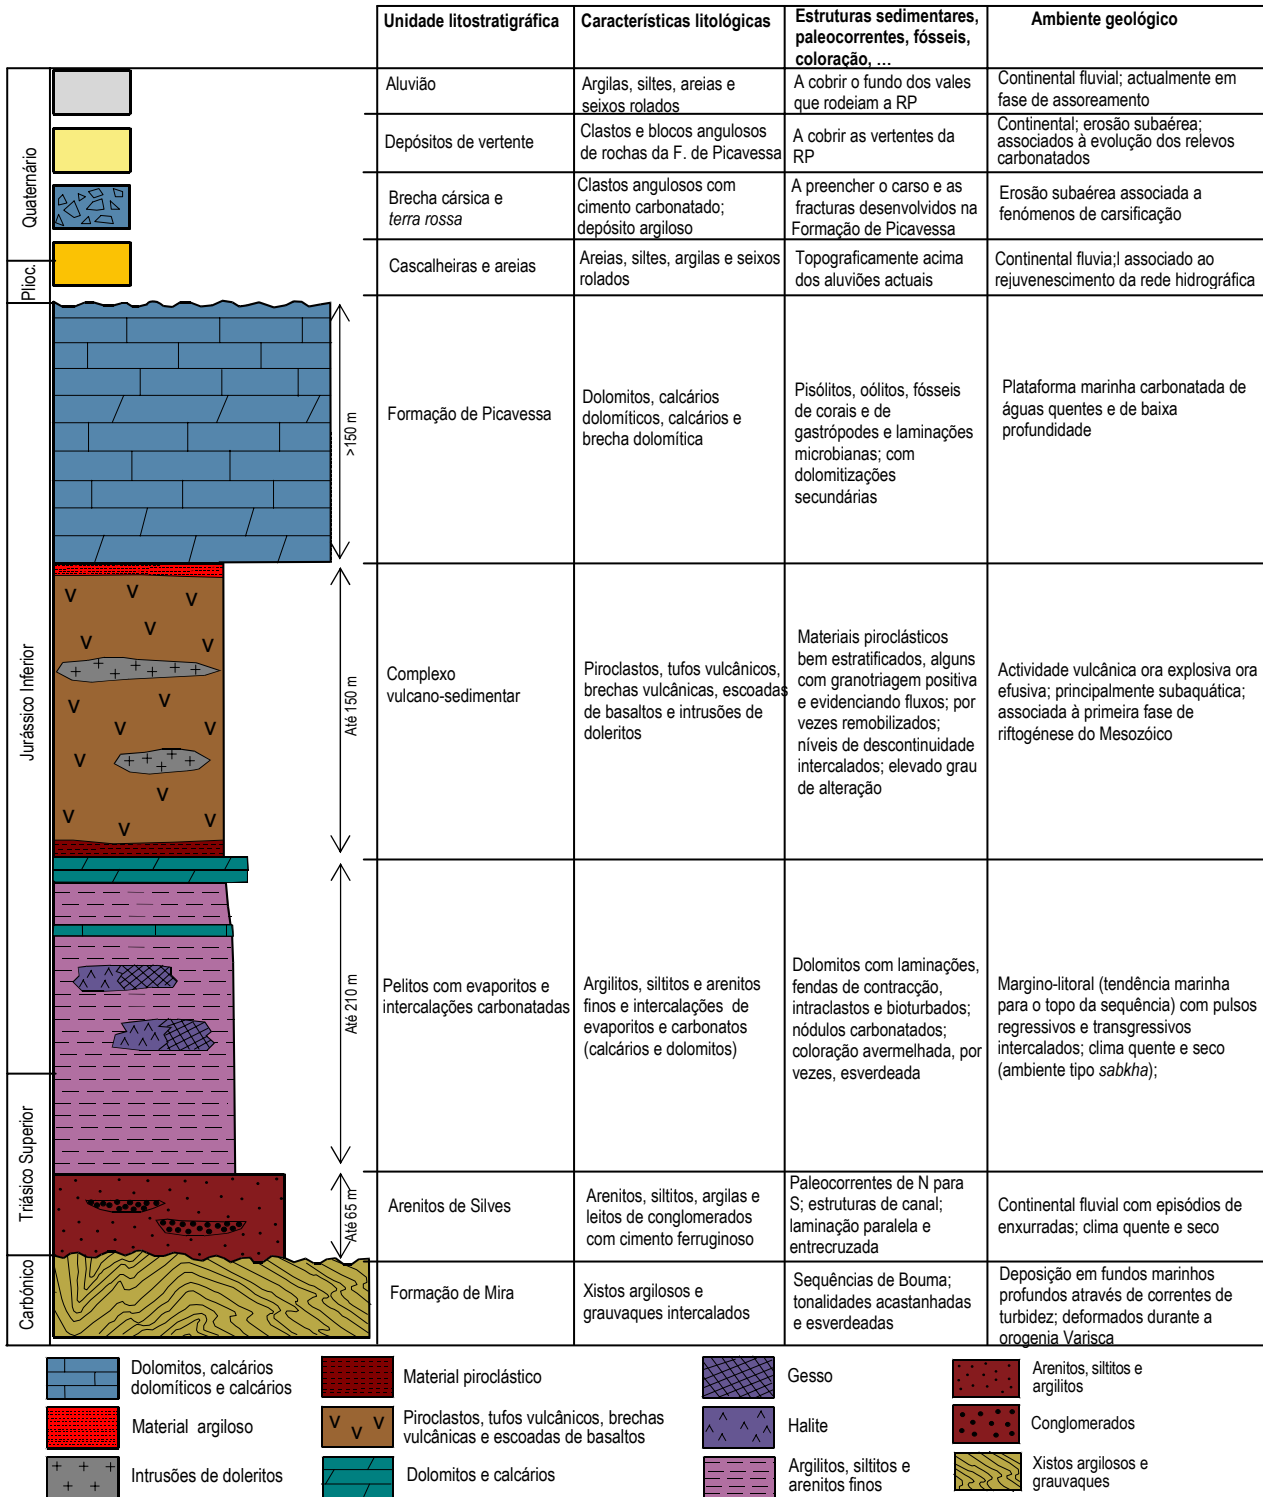 Unidade litostratigráfica
Características litológicas
Estruturas sedimentares,
paleocorrentes, fósseis,
coloração, ...
Ambiente geológico
Quaternário
Aluvião
Argilas, siltes, areias e
seixos rolados
A cobrir o fundo dos vales
que rodeiam a RP
Continental fluvial; actualmente em
fase de assoreamento
Depósitos de vertente
Clastos e blocos angulosos
de rochas da F. de Picavessa
A cobrir as vertentes da
RP
Continental; erosão subaérea;
associados à evolução dos relevos
carbonatados
Brecha cársica e
terra rossa
Clastos angulosos com
cimento carbonatado;
depósito argiloso
A preencher o carso e as
fracturas desenvolvidos na
Formação de Picavessa
Erosão subaérea associada a
fenómenos de carsificação
Plioc.
Cascalheiras e areias
Areias, siltes, argilas e seixos
rolados
Topograficamente acima
dos aluviões actuais
Continental fluvia;l associado ao
rejuvenescimento da rede hidrográfica
Jurássico Inferior
>150 m
Formação de Picavessa
Dolomitos, calcários
dolomíticos, calcários e
brecha dolomítica
Pisólitos, oólitos, fósseis
de corais e de
gastrópodes e laminações
microbianas; com
dolomitizações
secundárias
Plataforma marinha carbonatada de
águas quentes e de baixa
profundidade
Até 150 m
Complexo
vulcano-sedimentar
Piroclastos, tufos vulcânicos,
brechas vulcânicas, escoadas
de basaltos e intrusões de
doleritos
Materiais piroclásticos
bem estratificados, alguns
com granotriagem positiva
e evidenciando fluxos; por
vezes remobilizados;
níveis de descontinuidade
intercalados; elevado grau
de alteração
Actividade vulcânica ora explosiva ora
efusiva; principalmente subaquática;
associada à primeira fase de
riftogénese do Mesozóico
Até 210 m
Pelitos com evaporitos e
intercalações carbonatadas
Argilitos, siltitos e arenitos
finos e intercalações de
evaporitos e carbonatos
(calcários e dolomitos)
Dolomitos com laminações,
fendas de contracção,
intraclastos e bioturbados;
nódulos carbonatados;
coloração avermelhada, por
vezes, esverdeada
Margino-litoral (tendência marinha
para o topo da sequência) com pulsos
regressivos e transgressivos
intercalados; clima quente e seco
(ambiente tipo sabkha);
Triásico Superior
Até 65 m
Arenitos de Silves
Arenitos, siltitos, argilas e
leitos de conglomerados
com cimento ferruginoso
Paleocorrentes de N para
S; estruturas de canal;
laminação paralela e
entrecruzada
Continental fluvial com episódios de
enxurradas; clima quente e seco
Carbónico
Formação de Mira
Xistos argilosos e
grauvaques intercalados
Sequências de Bouma;
tonalidades acastanhadas
e esverdeadas
Deposição em fundos marinhos
profundos através de correntes de
turbidez; deformados durante a
orogenia Varisca
Dolomitos, calcários
dolomíticos e calcários
Material piroclástico
Gesso
Arenitos, siltitos e
argilitos
Material argiloso
Piroclastos, tufos vulcânicos, brechas
vulcânicas e escoadas de basaltos
Halite
Conglomerados
Intrusões de doleritos
Dolomitos e calcários
Argilitos, siltitos e
arenitos finos
Xistos argilosos e
grauvaques